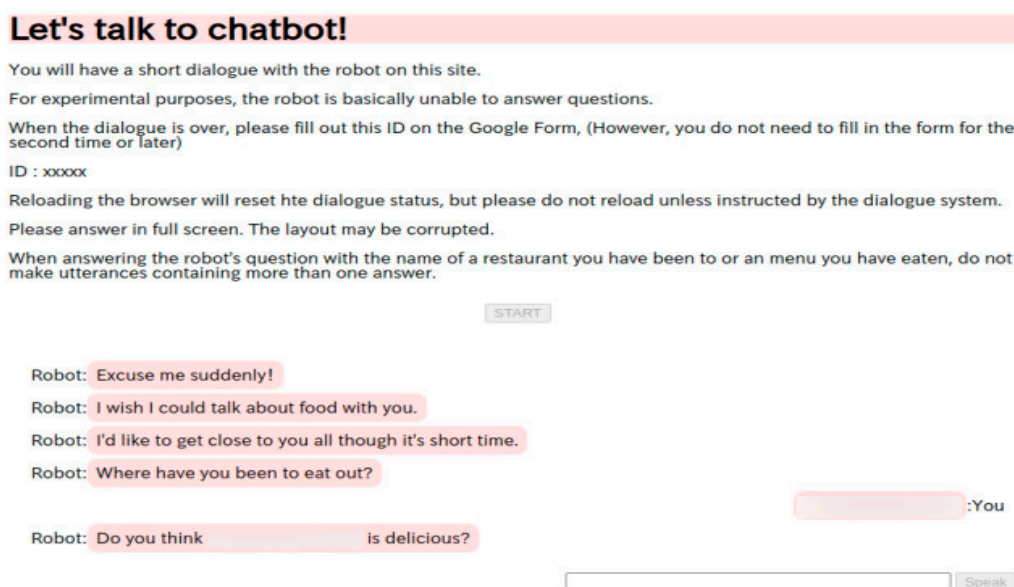 Let's talk to chatbot!
You will have a short dialogue with the robot on this site.
For experimental purposes, the robot is basically unable to answer questions.
When the dialogue is over, please fill out this ID on the Google Form, (However, you do not need to fill in the form for the
second time or later)
ID : xxxxx
Reloading the browser will reset hte dialogue status, but please do not reload unless instructed by the dialogue system.
Please answer in full screen. The layout may be corrupted.
When answering the robot's question with the name of a restaurant you have been to or an menu you have eaten, do not
make utterances containing more than one answer.
START
Robot: Excuse me suddenly!
Robot: I wish I could talk about food with you.
Robot: I'd like to get close to you all though it's short time.
Robot: Where have you been to eat out?
:You
Robot: Do you think is delicious?
Speak